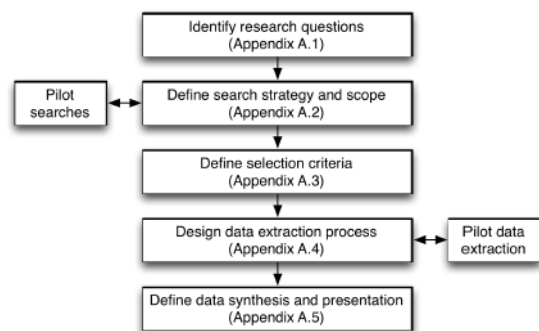 Identify research questions
(Appendix A.1)
Pilot
searches
Define search strategy and scope
(Appendix A.2)
Define selection criteria
(Appendix A.3)
Design data extraction process
(Appendix A.4)
Pilot data
extraction
Define data synthesis and presentation
(Appendix A.5)